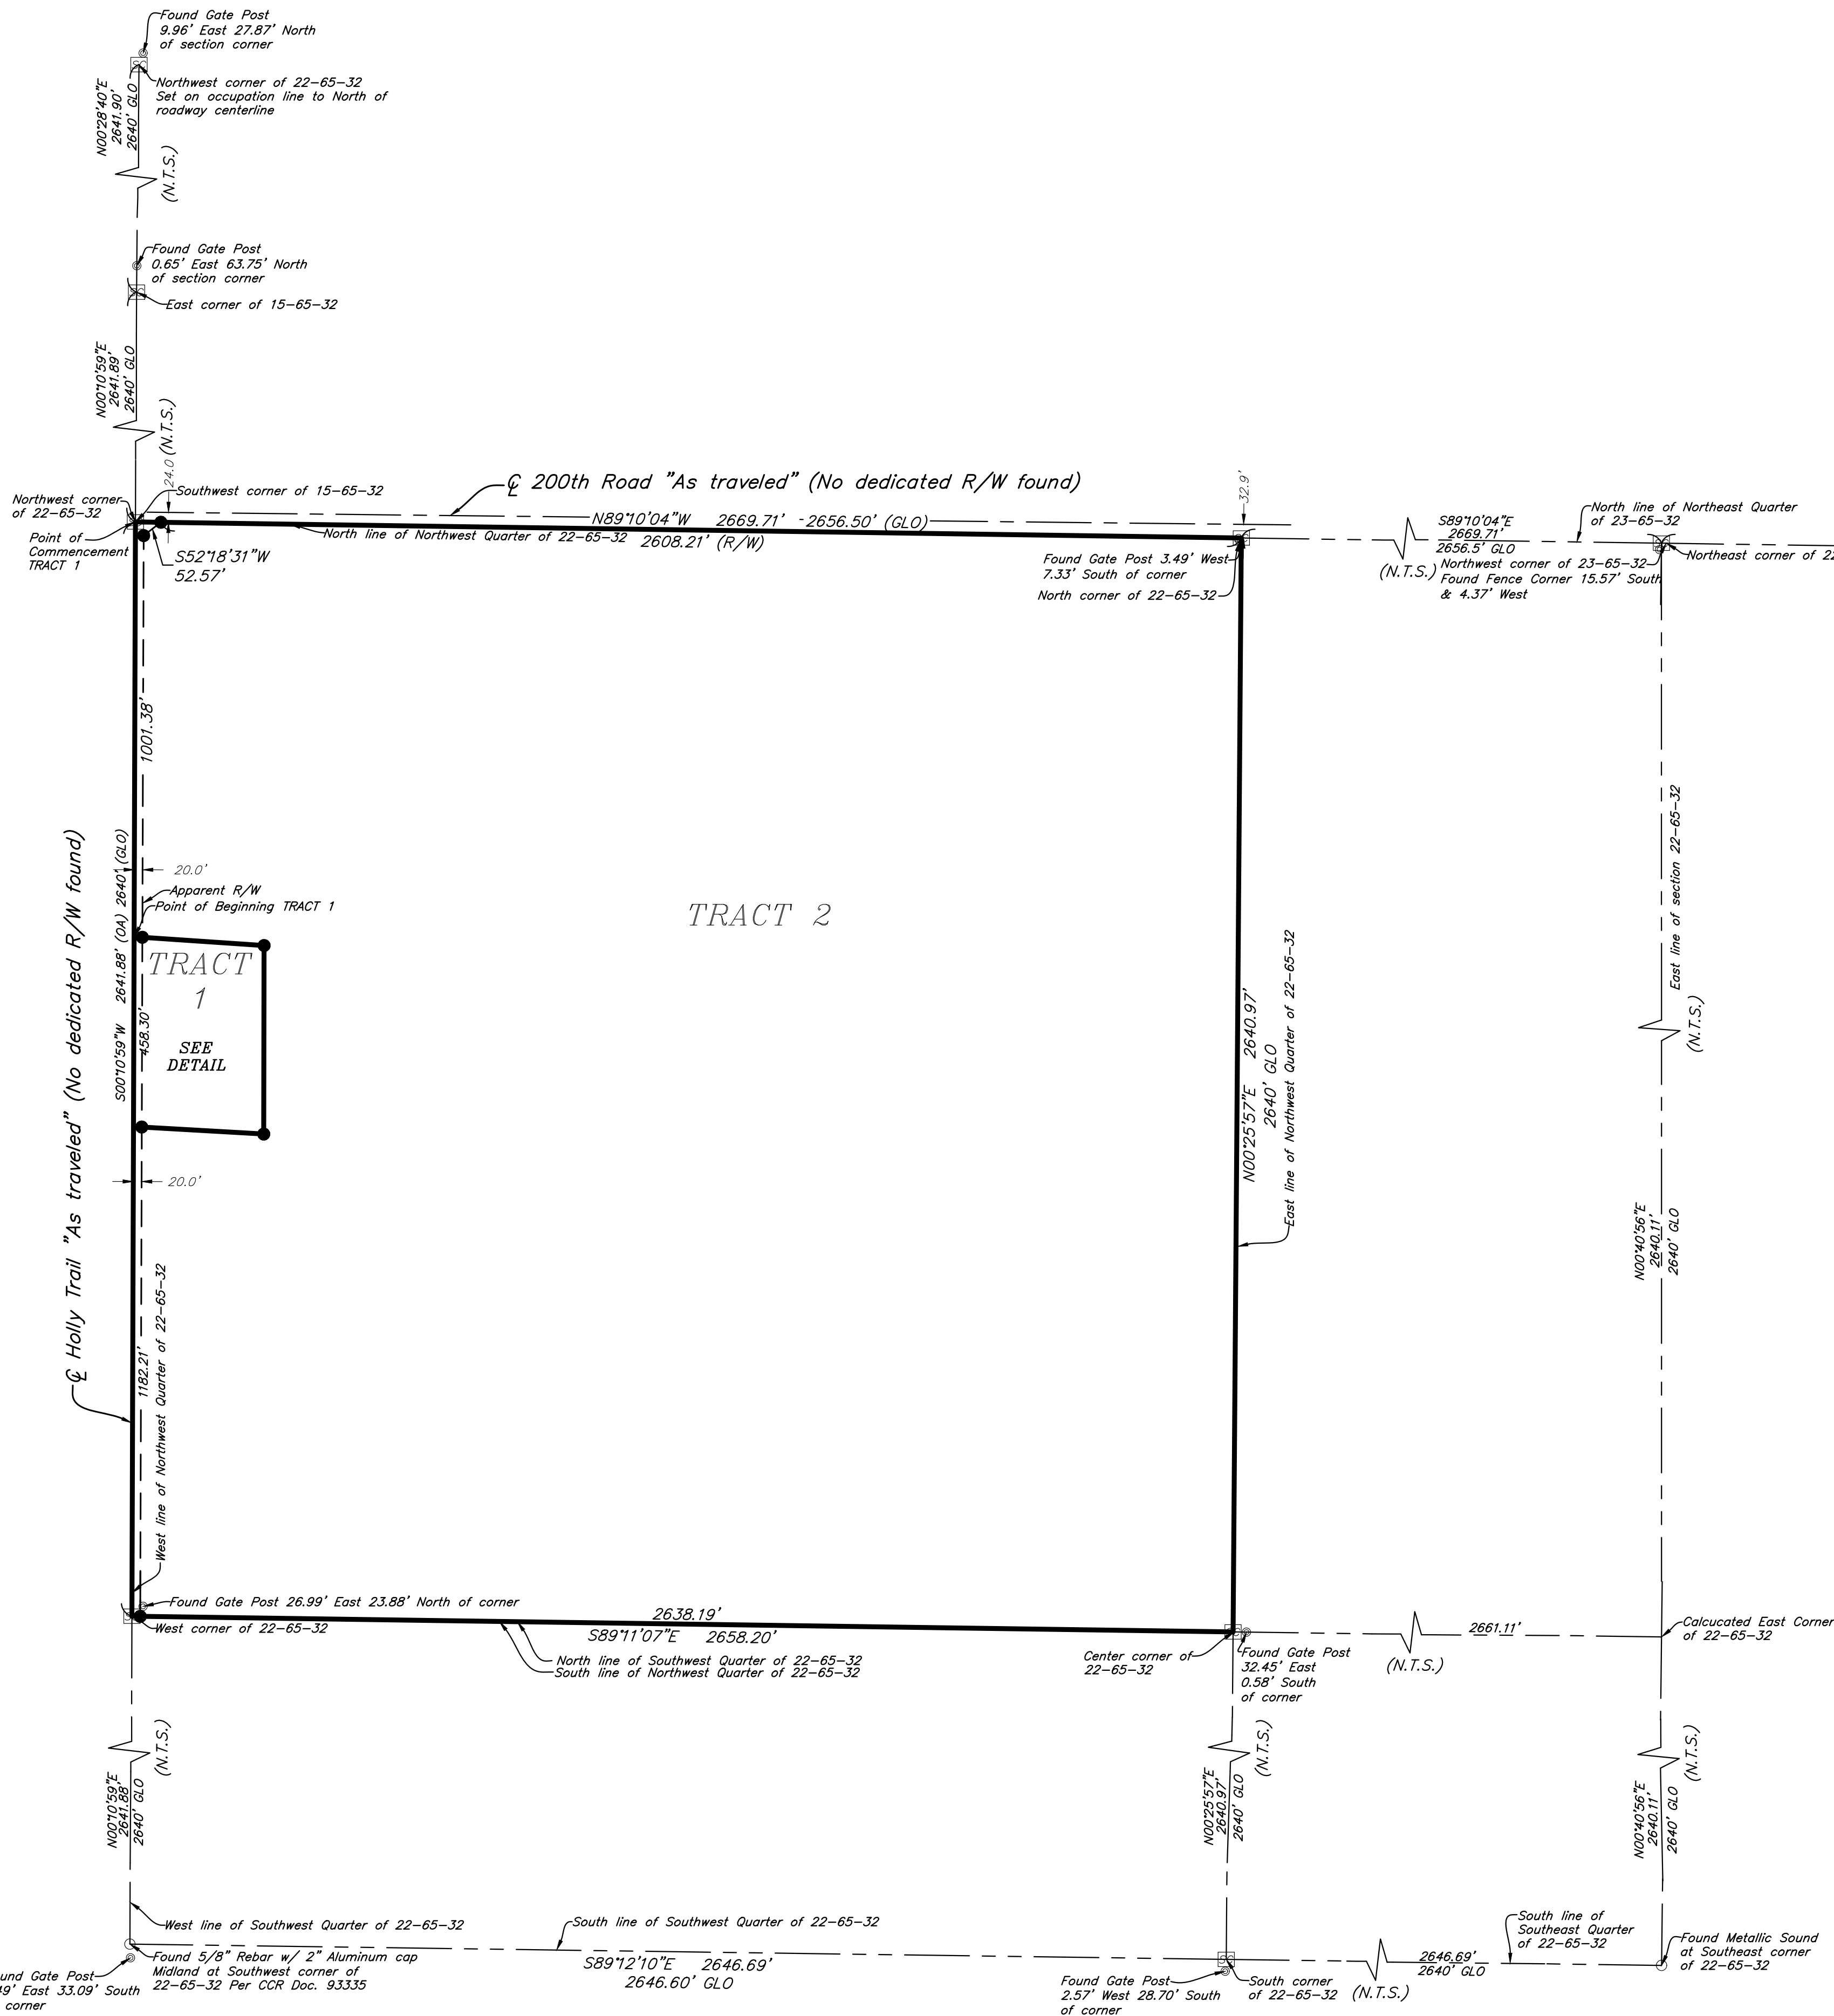 Found Gate Post
9.96' East 27.87' North
of section corner
Northwest corner of 22-65-32
Set on occupation line to North of
roadway centerline
N00°28'40"E
2641.90'
2640' GLO
(N.T.S.)
Found Gate Post
0.65' East 63.75' North
of section corner
East corner of 15-65-32
N00°10'59"E
2641.89'
2640' GLO
(N.T.S.)
24.0
Northwest corner
of 22-65-32
Southwest corner of 15-65-32
℄ 200th Road "As traveled" (No dedicated R/W found)
32.9'
N89°10'04"W 2669.71' -2656.50' (GLO)
North line of Northwest Quarter of 22-65-32
2608.21' (R/W)
Point of
Commencement
TRACT 1
S52°18'31"W
52.57'
Found Gate Post 3.49' West
7.33' South of corner
North corner of 22-65-32
S89°10'04"E
2669.71'
2656.5' GLO
(N.T.S.)
North line of Northeast Quarter
of 23-65-32
Northwest corner of 23-65-32
Found Fence Corner 15.57' South
& 4.37' West
Northeast corner of 22
1001.38'
20.0'
Apparent R/W
Point of Beginning TRACT 1
TRACT
1
SEE
DETAIL
458.30'
20.0'
S00°10'59"W 2641.88' (OA) 2640' (GLO)
℄ Holly Trail "As traveled" (No dedicated R/W found)
TRACT 2
N00°25'57"E 2640.97'
2640' GLO
East line of Northwest Quarter of 22-65-32
East line of section 22-65-32
(N.T.S.)
N00°40'56"E
2640.11'
2640' GLO
1182.21'
West line of Northwest Quarter of 22-65-32
Found Gate Post 26.99' East 23.88' North of corner
West corner of 22-65-32
2638.19'
S89°11'07"E 2658.20'
North line of Southwest Quarter of 22-65-32
South line of Northwest Quarter of 22-65-32
Center corner of
22-65-32
Found Gate Post
32.45' East
0.58' South
of corner
2661.11'
(N.T.S.)
Calcucated East Corner
of 22-65-32
(N.T.S.)
N00°10'59"E
2641.88'
2640' GLO
(N.T.S.)
N00°25'57"E
2640.97'
2640' GLO
(N.T.S.)
N00°40'56"E
2640.11'
2640' GLO
West line of Southwest Quarter of 22-65-32
South line of Southwest Quarter of 22-65-32
Found 5/8" Rebar w/ 2" Aluminum cap
Midland at Southwest corner of
22-65-32 Per CCR Doc. 93335
Gate Post
East 33.09' South
corner
S89°12'10"E 2646.69'
2646.60' GLO
Found Gate Post
2.57' West 28.70' South
of corner
South corner
of 22-65-32
(N.T.S.)
2646.69'
2640' GLO
South line of
Southeast Quarter
of 22-65-32
Found Metallic Sound
at Southeast corner
of 22-65-32